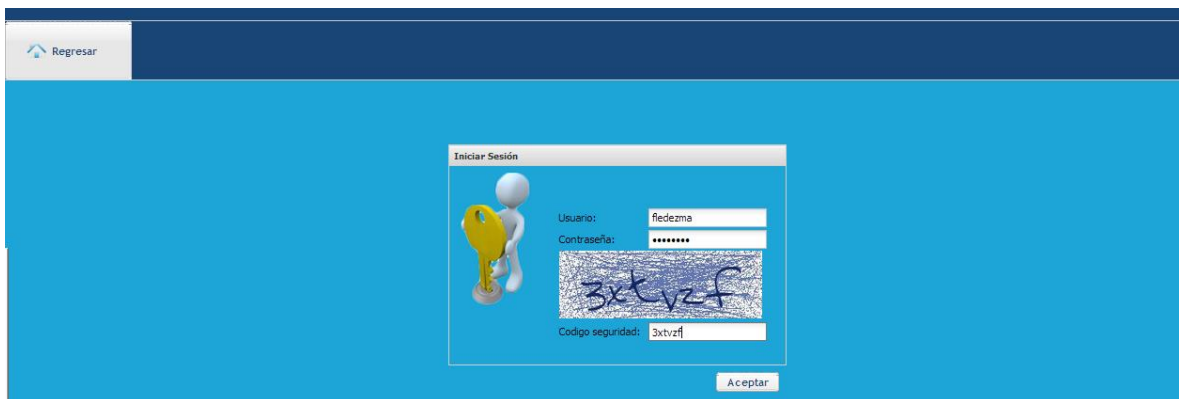 Regresar
Iniciar Sesión
Usuario: fledezma
Contraseña: ••••••••
3xtvzf
Codigo seguridad: 3xtvzf
Aceptar